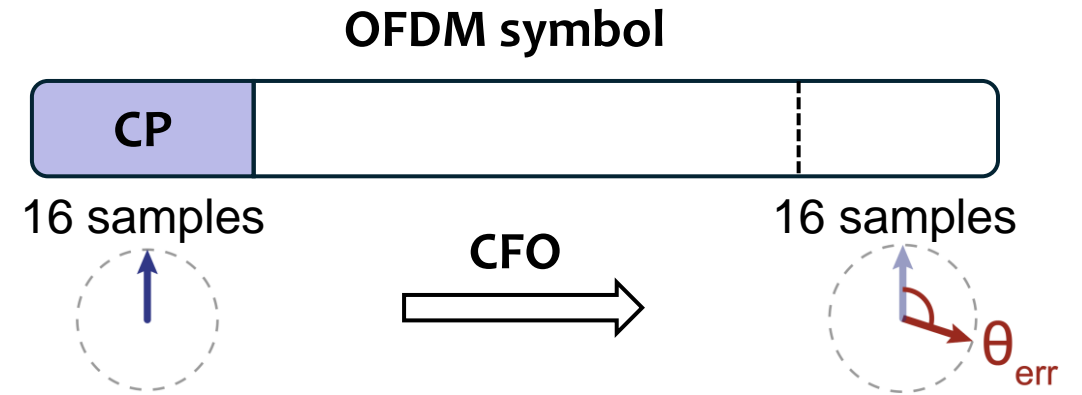 OFDM symbol
CP
16 samples
16 samples
CFO
θerr